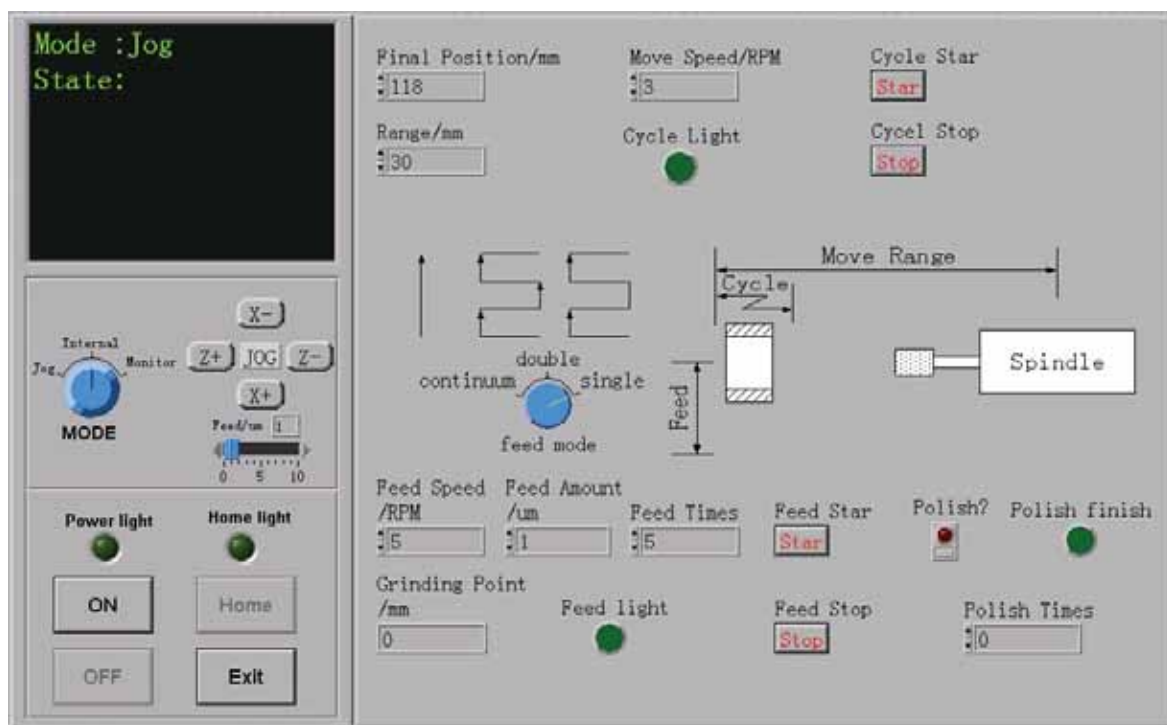 Mode :Jog
State:
Final Position/mm
118
Move Speed/RPM
3
Cycle Star
Star
Range/mm
30
Cycle Light
Cycel Stop
Stop
Internal
Jog
Monitor
MODE
X-
Z+
JOG
Z-
X+
Feed/um 1
0 5 10
double
continuum
single
feed mode
Move Range
Cycle
Feed
Spindle
Power light
Home light
ON
Home
OFF
Exit
Feed Speed
/RPM
5
Feed Amount
/um
1
Feed Times
5
Feed Star
Star
Polish?
Polish finish
Grinding Point
/mm
0
Feed light
Feed Stop
Stop
Polish Times
0